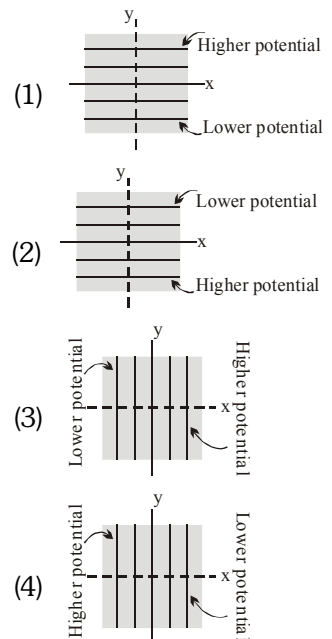 y
Higher potential
(1)
x
Lower potential
y
Lower potential
(2)
x
Higher potential
y
(3)
Lower potential
x
Higher potential
y
(4)
Higher potential
x
Lower potential